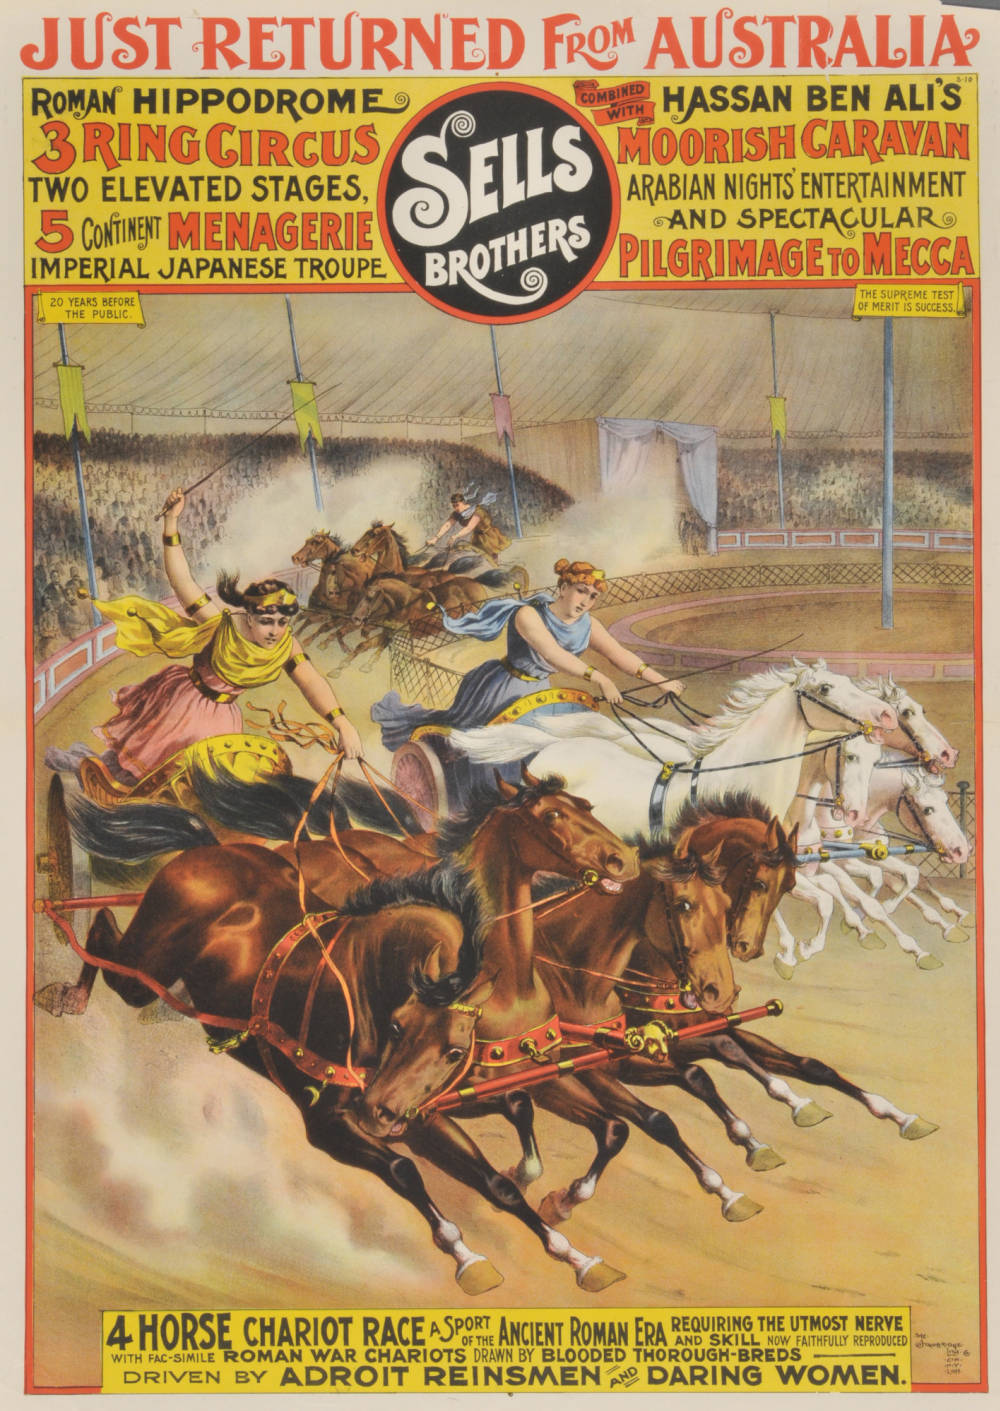 JUST RETURNED FROM AUSTRALIA
S-10
ROMAN HIPPODROME
3 RING CIRCUS
TWO ELEVATED STAGES,
5 CONTINENT MENAGERIE
IMPERIAL JAPANESE TROUPE
SELLS
BROTHERS
COMBINED
WITH
HASSAN BEN ALI'S
MOORISH CARAVAN
ARABIAN NIGHTS' ENTERTAINMENT
AND SPECTACULAR
PILGRIMAGE TO MECCA
20 YEARS BEFORE
THE PUBLIC.
THE SUPREME TEST
OF MERIT IS SUCCESS.
4 HORSE CHARIOT RACE A SPORT OF THE ANCIENT ROMAN ERA REQUIRING THE UTMOST NERVE
AND SKILL NOW FAITHFULLY REPRODUCED
WITH FAC-SIMILE ROMAN WAR CHARIOTS DRAWN BY BLOODED THOROUGH-BREDS
DRIVEN BY ADROIT REINSMEN AND DARING WOMEN.